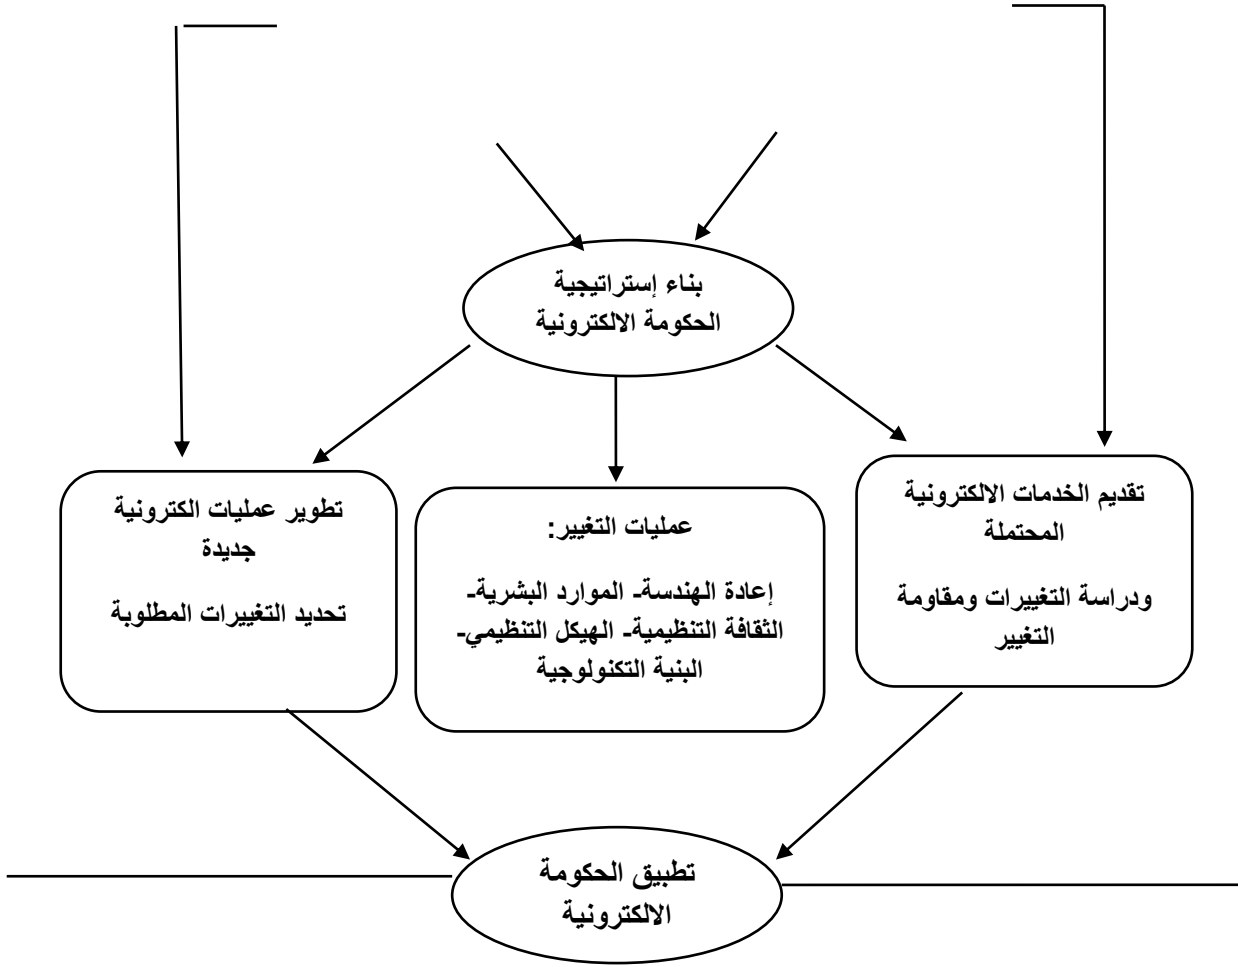 بناء إستراتيجية
الحكومة الالكترونية
تقديم الخدمات الالكترونية
المحتملة
ودراسة التغييرات ومقاومة
التغيير
عمليات التغيير:
إعادة الهندسة- الموارد البشرية-
الثقافة التنظيمية- الهيكل التنظيمي-
البنية التكنولوجية
تطوير عمليات الكترونية
جديدة
تحديد التغييرات المطلوبة
تطبيق الحكومة
الالكترونية